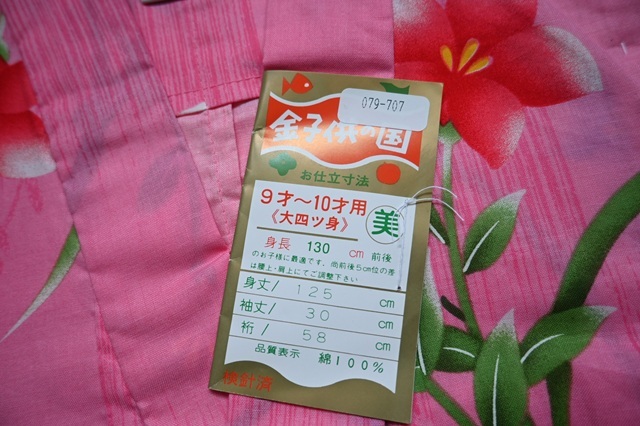 079-707
金子供の国
お仕立寸法
9才～10才用
《大四ツ身》
美
身長 130 cm 前後
のお子様に最適です。尚前後5cm位の差
は腰上・肩上にてご調整下さい
身丈/ 125 cm
袖丈/ 30 cm
裄/ 58 cm
品質表示 綿100%
検針済